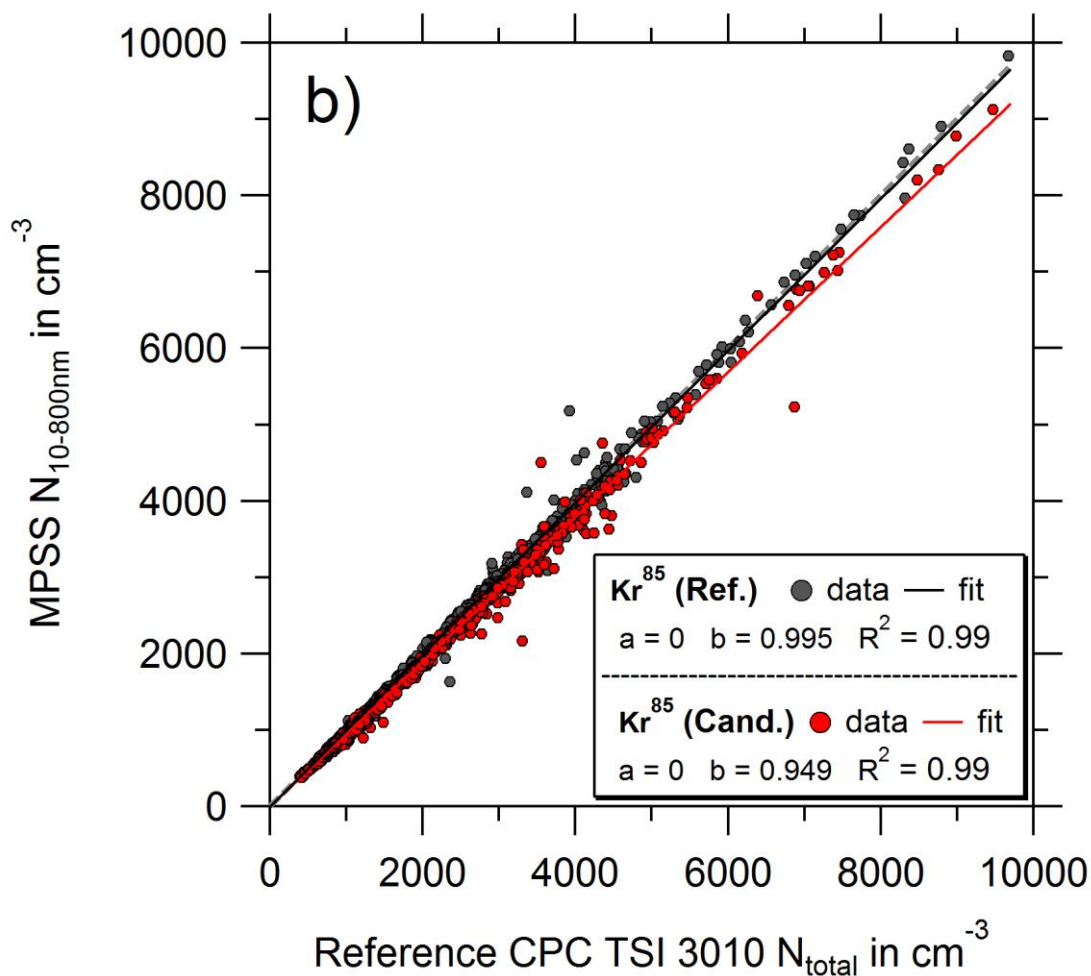 b)
10000
8000
6000
4000
2000
0
MPSS N10-800nm in cm-3
Kr85 (Ref.) data fit
a = 0 b = 0.995 R2 = 0.99
Kr85 (Cand.) data fit
a = 0 b = 0.949 R2 = 0.99
0 2000 4000 6000 8000 10000
Reference CPC TSI 3010 Ntotal in cm-3